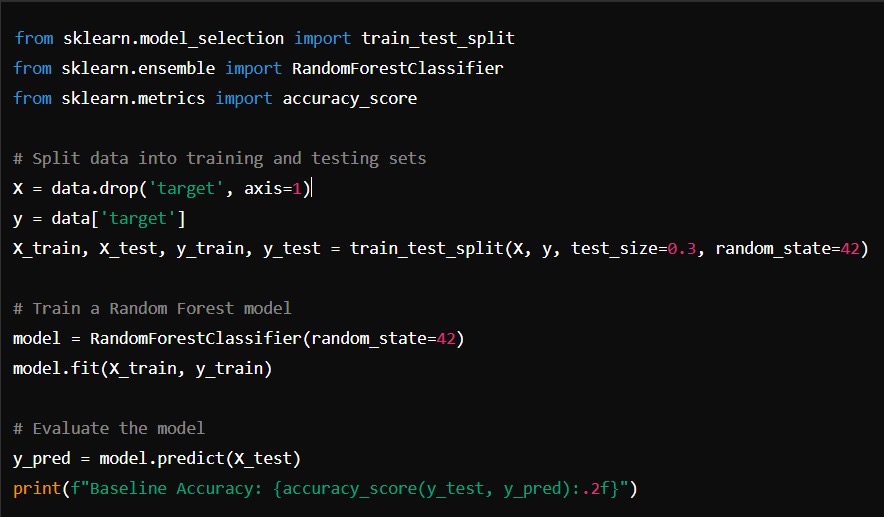 from sklearn.model_selection import train_test_split
from sklearn.ensemble import RandomForestClassifier
from sklearn.metrics import accuracy_score
# Split data into training and testing sets
X = data.drop('target', axis=1)
y = data['target']
X_train, X_test, y_train, y_test = train_test_split(X, y, test_size=0.3, random_state=42)
# Train a Random Forest model
model = RandomForestClassifier(random_state=42)
model.fit(X_train, y_train)
# Evaluate the model
y_pred = model.predict(X_test)
print(f"Baseline Accuracy: {accuracy_score(y_test, y_pred):.2f}")